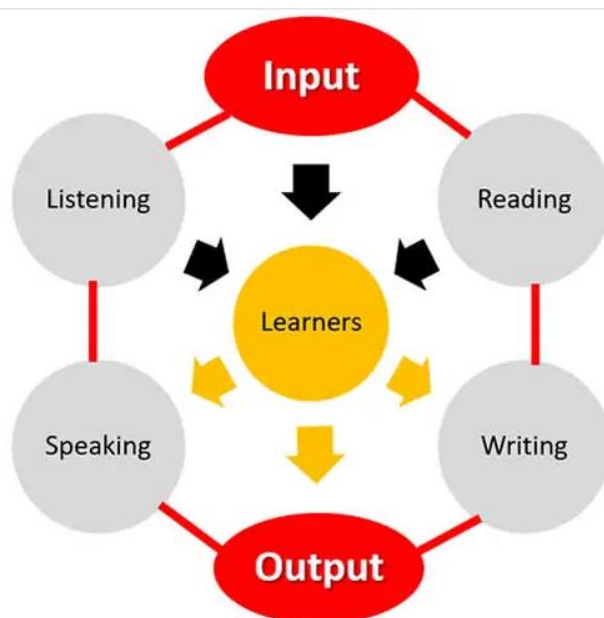 Input
Listening
Reading
Learners
Speaking
Writing
Output